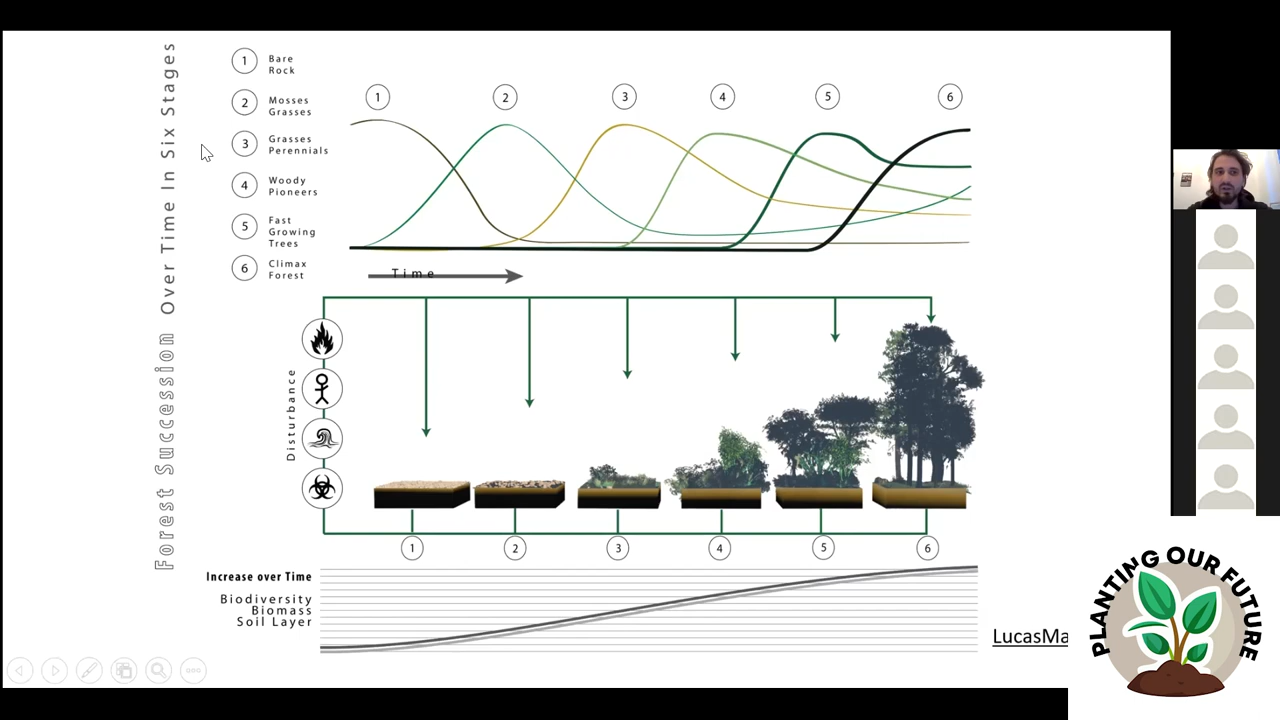 Forest Succession Over Time In Six Stages
1 Bare
Rock
2 Mosses
Grasses
3 Grasses
Perennials
4 Woody
Pioneers
5 Fast
Growing
Trees
6 Climax
Forest
1 2 3 4 5 6
Time
Disturbance
1 2 3 4 5 6
Increase over Time
Biodiversity
Biomass
Soil Layer
LucasMa
PLANTING OUR FUTURE